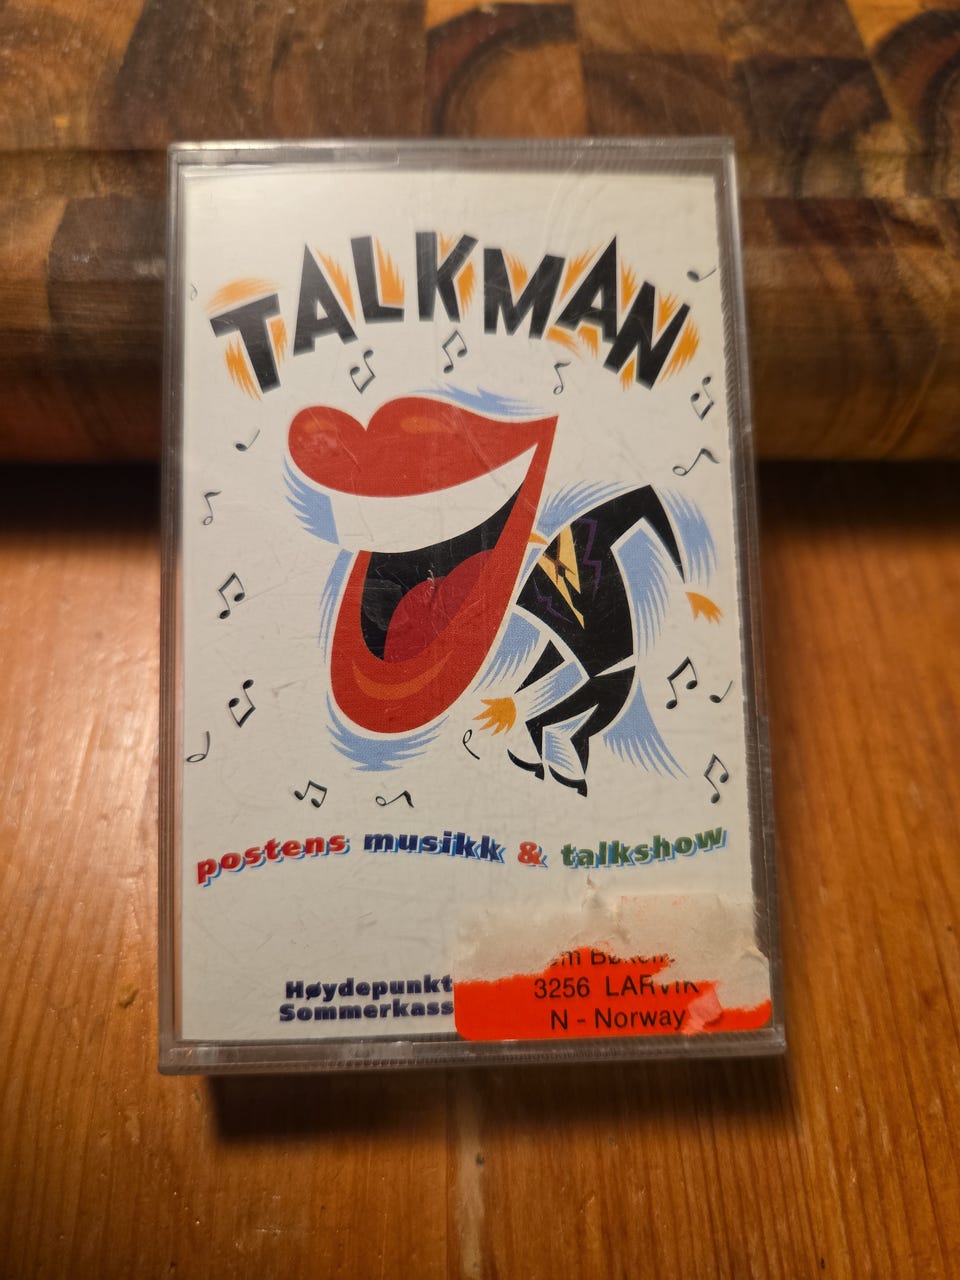 TALKMAN
postens musikk & talkshow
Høydepunkt
Sommerkass
3256 LARVIK
N - Norway